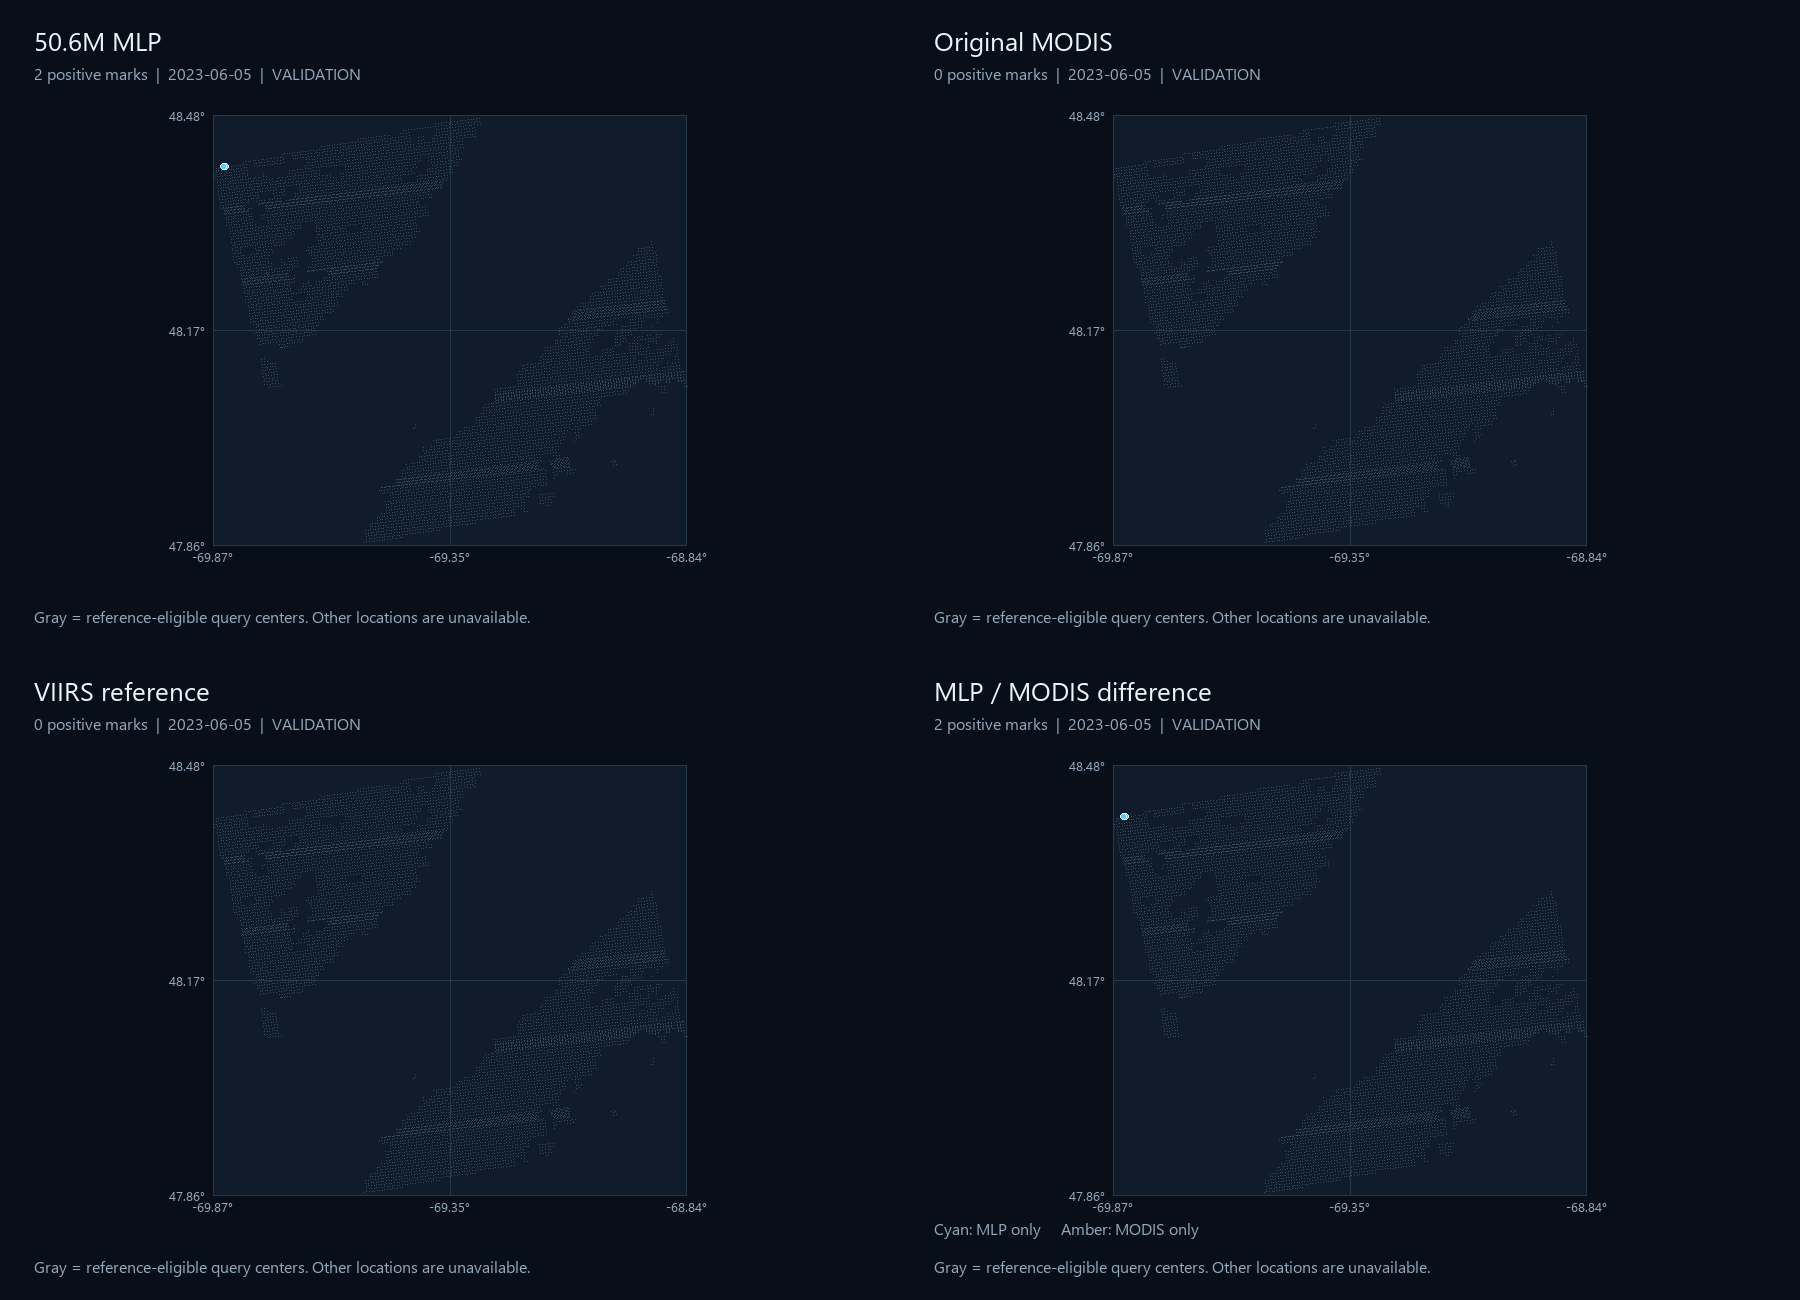 50.6M MLP
2 positive marks | 2023-06-05 | VALIDATION
48.48°
48.17°
47.86°
-69.87°
-69.35°
-68.84°
Gray = reference-eligible query centers. Other locations are unavailable.
Original MODIS
0 positive marks | 2023-06-05 | VALIDATION
48.48°
48.17°
47.86°
-69.87°
-69.35°
-68.84°
Gray = reference-eligible query centers. Other locations are unavailable.
VIIRS reference
0 positive marks | 2023-06-05 | VALIDATION
48.48°
48.17°
47.86°
-69.87°
-69.35°
-68.84°
Gray = reference-eligible query centers. Other locations are unavailable.
MLP / MODIS difference
2 positive marks | 2023-06-05 | VALIDATION
48.48°
48.17°
47.86°
-69.87°
-69.35°
-68.84°
Cyan: MLP only Amber: MODIS only
Gray = reference-eligible query centers. Other locations are unavailable.